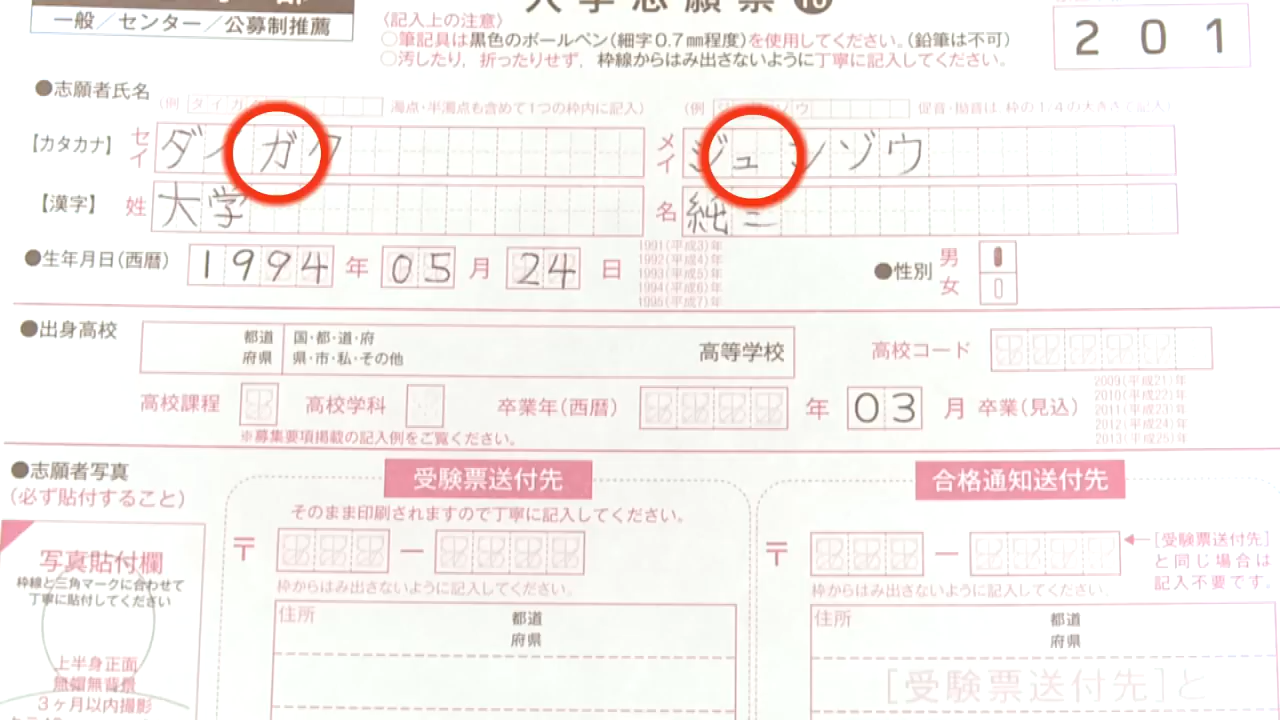 一般／センター／公募制推薦
大学志願票
〈記入上の注意〉
○筆記具は黒色のボールペン（細字0.7㎜程度）を使用してください。（鉛筆は不可）
○汚したり，折ったりせず，枠線からはみ出さないように丁寧に記入してください。
201
●志願者氏名
（例 ダイガク 濁点・半濁点も含めて1つの枠内に記入）
（例 ゾウ 促音・拗音は 枠の1/4の大きさで記入）
【カタカナ】 セイ ダイガク メイ ジュンゾウ
【漢字】 姓 大学 名 純三
●生年月日（西暦） 1994 年 05 月 24 日
1991（平成3）年
1992（平成4）年
1993（平成5）年
1994（平成6）年
1995（平成7）年
●性別 男 女
●出身高校 都道府県 国・都・道・府 県・市・私・その他 高等学校 高校コード
高校課程 高校学科 卒業年（西暦） 年 03 月 卒業（見込）
※募集要項掲載の記入例をご覧ください。
2009（平成21）年
2010（平成22）年
2011（平成23）年
2012（平成24）年
2013（平成25）年
●志願者写真
（必ず貼付すること）
写真貼付欄
枠線と三角マークに合わせて
丁寧に貼付してください
上半身正面
無帽無背景
3ヶ月以内撮影
受験票送付先
そのまま印刷されますので丁寧に記入してください。
〒 －
枠からはみ出さないように記入してください。
住所 都道府県
合格通知送付先
〒 －
［受験票送付先］
と同じ場合は
記入不要です。
枠からはみ出さないように記入してください。
住所 都道府県
［受験票送付先］と